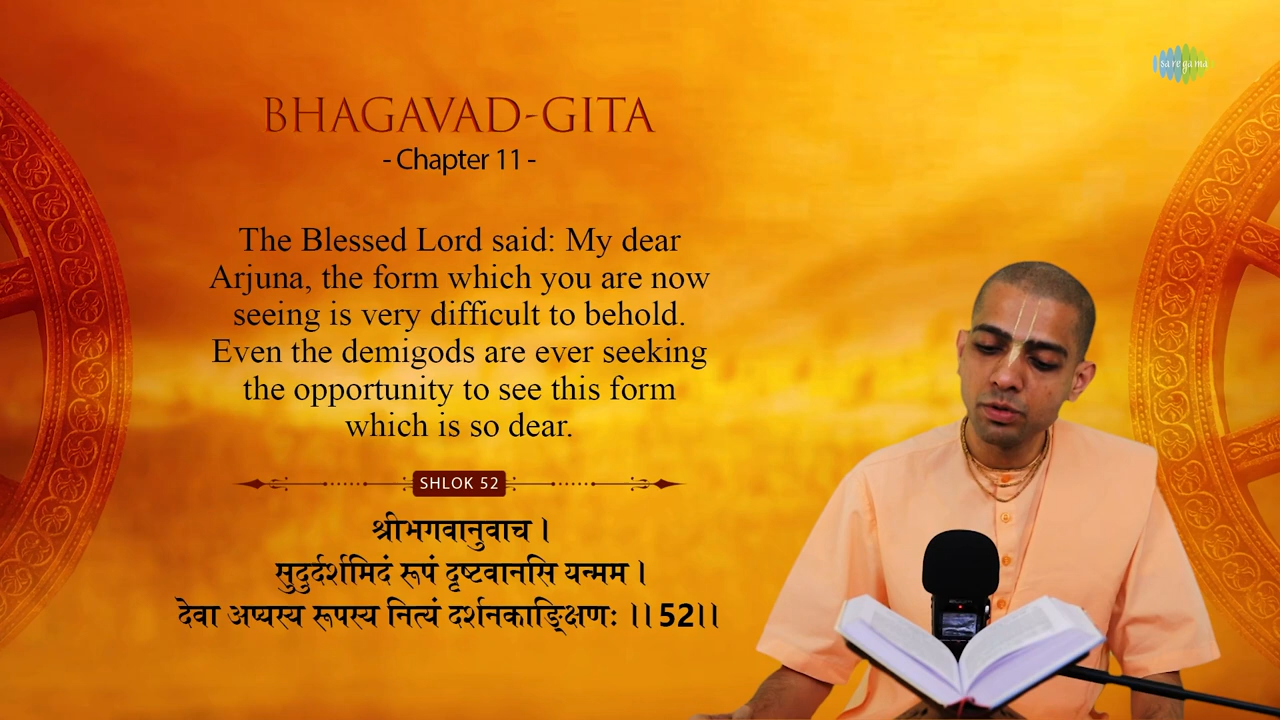 saregama
BHAGAVAD-GITA
- Chapter 11 -
The Blessed Lord said: My dear
Arjuna, the form which you are now
seeing is very difficult to behold.
Even the demigods are ever seeking
the opportunity to see this form
which is so dear.
SHLOK 52
श्रीभगवानुवाच ।
सुदुर्दर्शमिदं रूपं दृष्टवानसि यन्मम ।
देवा अप्यस्य रूपस्य नित्यं दर्शनकाङ्क्षिणः ।। 52।।